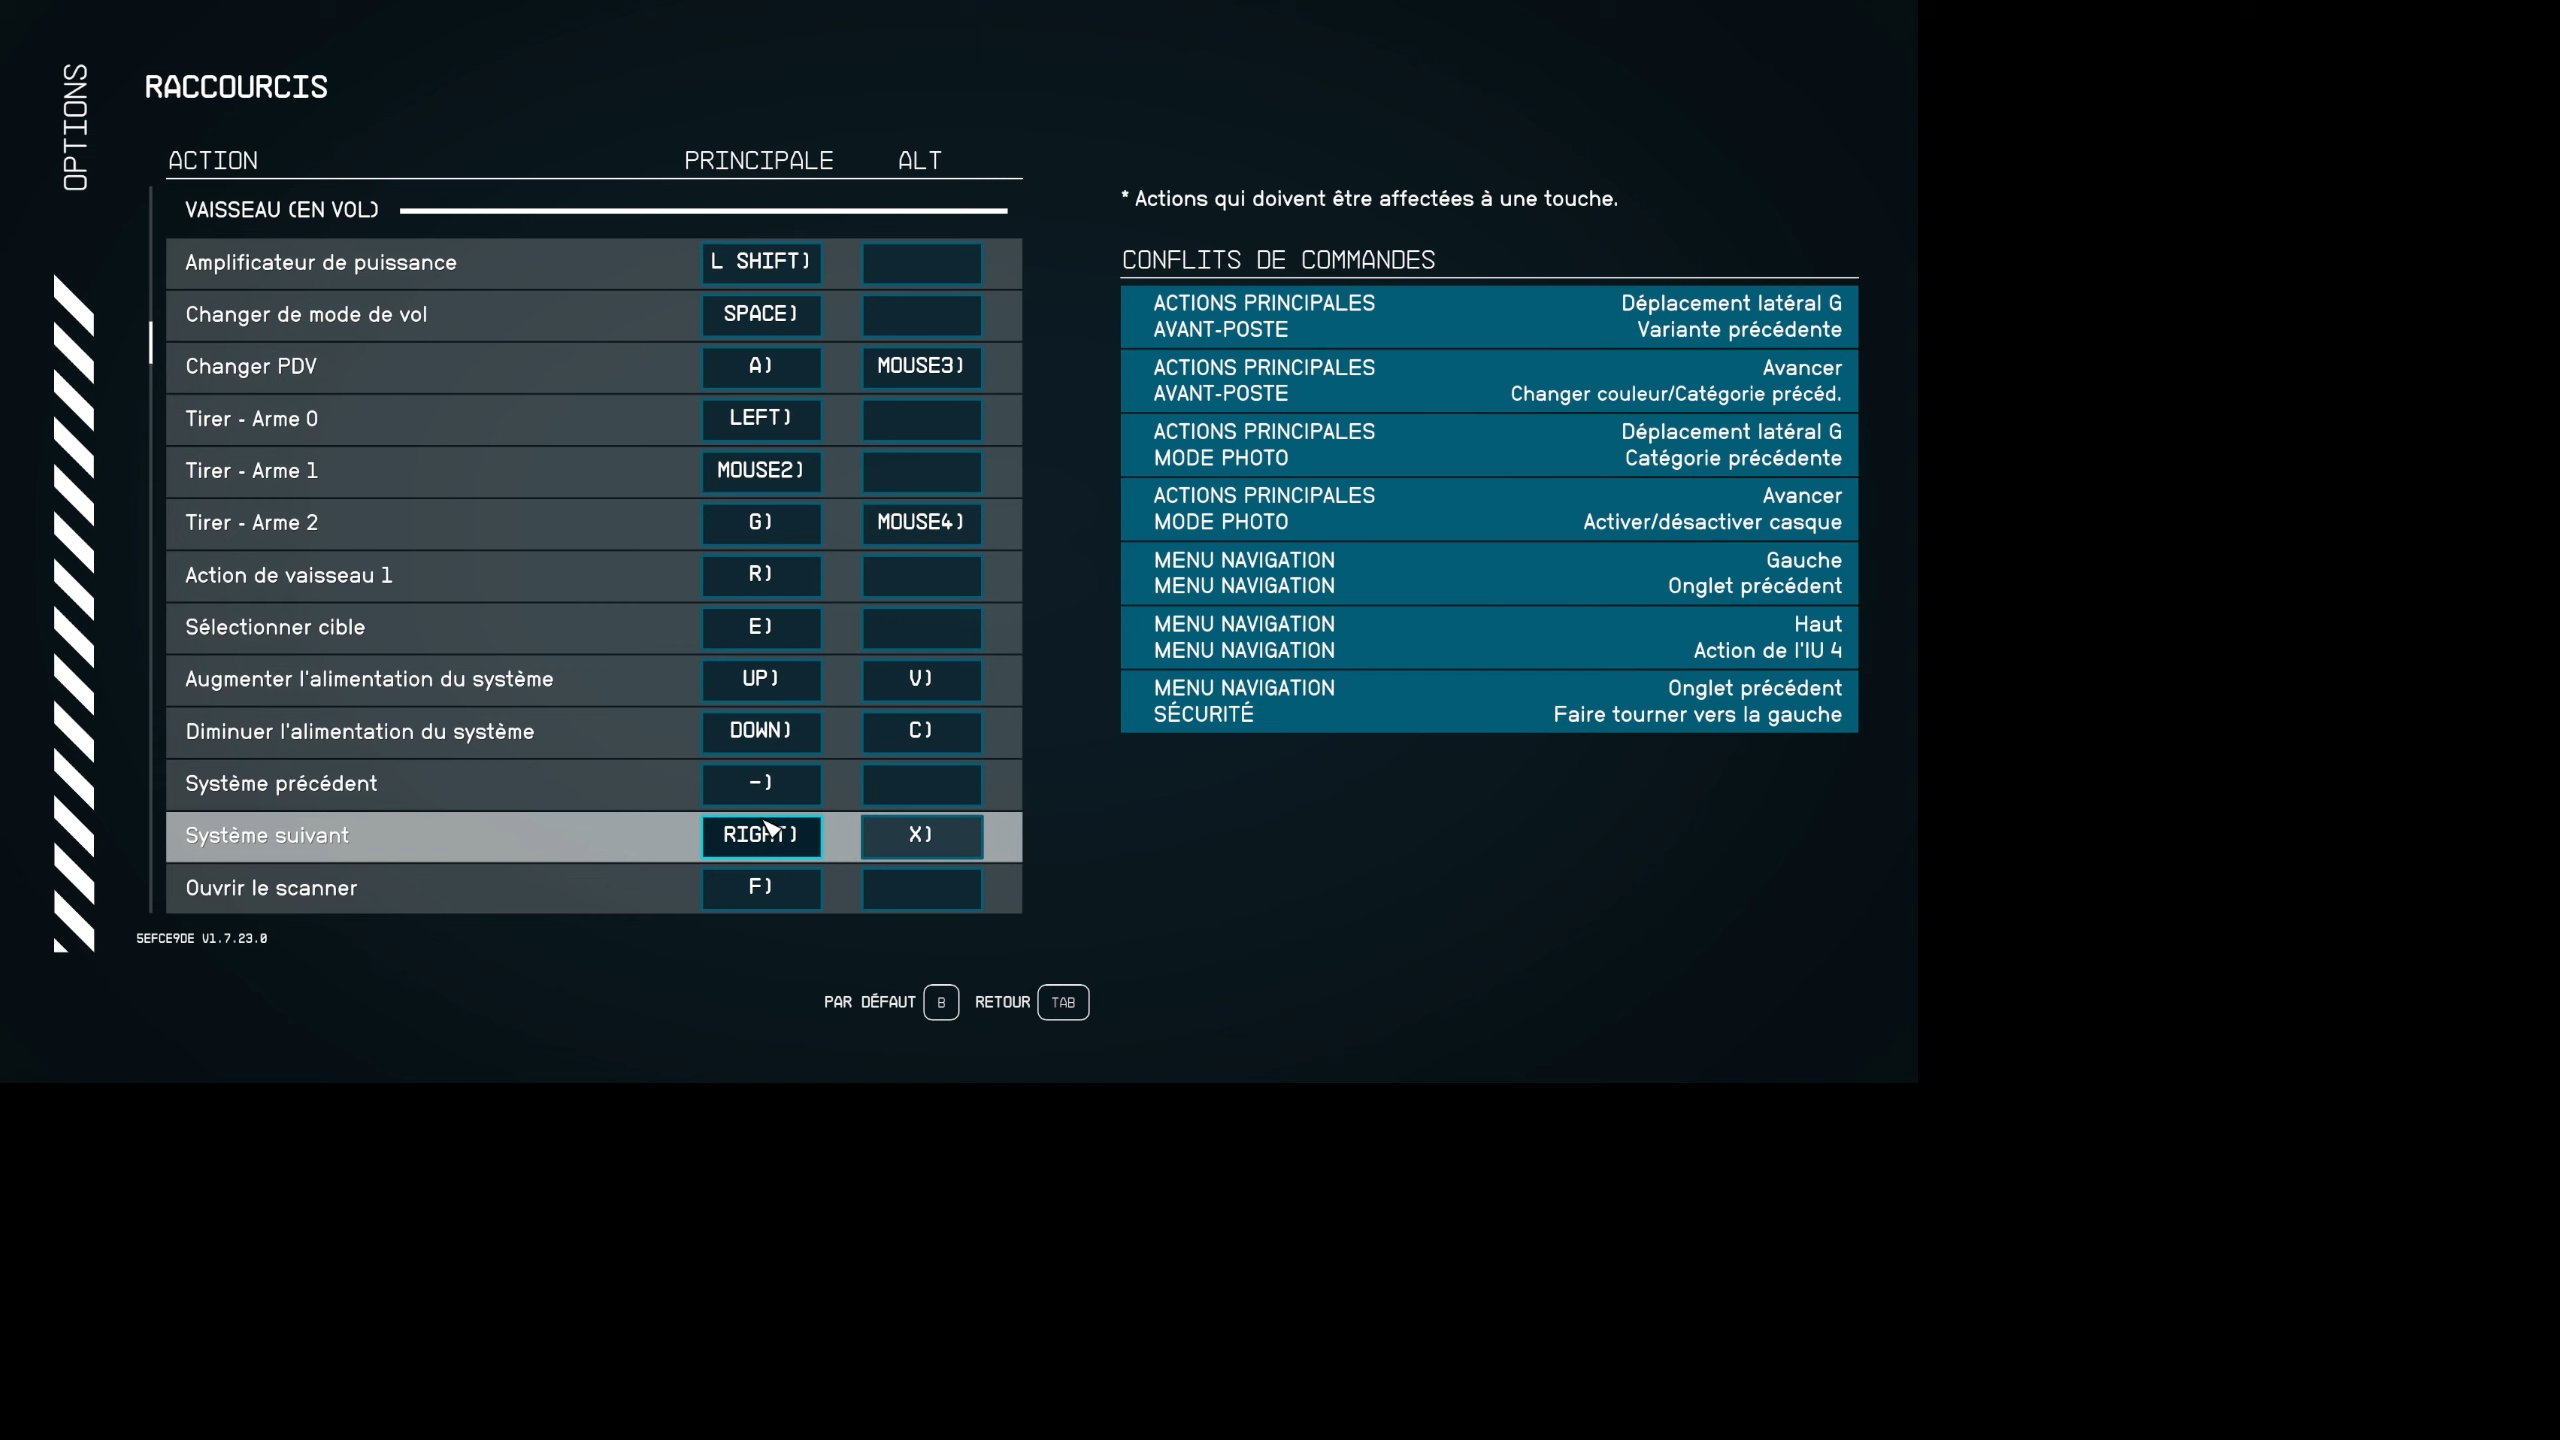 OPTIONS
RACCOURCIS
ACTION PRINCIPALE ALT
VAISSEAU (EN VOL)
Amplificateur de puissance L SHIFT)
Changer de mode de vol SPACE)
Changer PDV A) MOUSE3)
Tirer - Arme 0 LEFT)
Tirer - Arme 1 MOUSE2)
Tirer - Arme 2 G) MOUSE4)
Action de vaisseau 1 R)
Sélectionner cible E)
Augmenter l'alimentation du système UP) V)
Diminuer l'alimentation du système DOWN) C)
Système précédent -)
Système suivant RIGHT) X)
Ouvrir le scanner F)
5EFCE9DE V1.7.23.0
* Actions qui doivent être affectées à une touche.
CONFLITS DE COMMANDES
ACTIONS PRINCIPALES Déplacement latéral G
AVANT-POSTE Variante précédente
ACTIONS PRINCIPALES Avancer
AVANT-POSTE Changer couleur/Catégorie précéd.
ACTIONS PRINCIPALES Déplacement latéral G
MODE PHOTO Catégorie précédente
ACTIONS PRINCIPALES Avancer
MODE PHOTO Activer/désactiver casque
MENU NAVIGATION Gauche
MENU NAVIGATION Onglet précédent
MENU NAVIGATION Haut
MENU NAVIGATION Action de l'IU 4
MENU NAVIGATION Onglet précédent
SÉCURITÉ Faire tourner vers la gauche
PAR DÉFAUT B RETOUR TAB